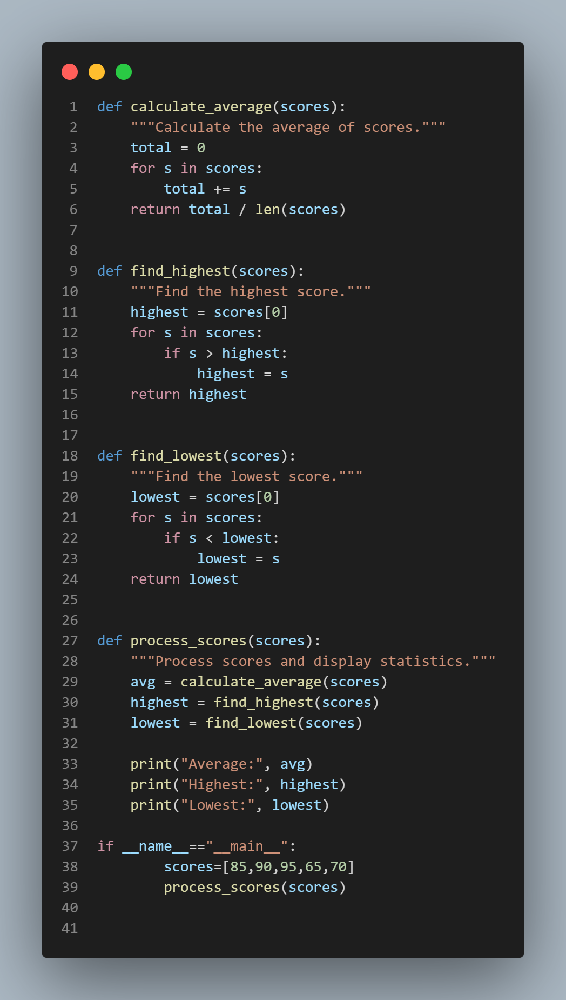 1 def calculate_average(scores):
2     """Calculate the average of scores."""
3     total = 0
4     for s in scores:
5         total += s
6     return total / len(scores)
7
8
9 def find_highest(scores):
10     """Find the highest score."""
11     highest = scores[0]
12     for s in scores:
13         if s > highest:
14             highest = s
15     return highest
16
17
18 def find_lowest(scores):
19     """Find the lowest score."""
20     lowest = scores[0]
21     for s in scores:
22         if s < lowest:
23             lowest = s
24     return lowest
25
26
27 def process_scores(scores):
28     """Process scores and display statistics."""
29     avg = calculate_average(scores)
30     highest = find_highest(scores)
31     lowest = find_lowest(scores)
32
33     print("Average:", avg)
34     print("Highest:", highest)
35     print("Lowest:", lowest)
36
37 if __name__=="__main__":
38         scores=[85,90,95,65,70]
39         process_scores(scores)
40
41